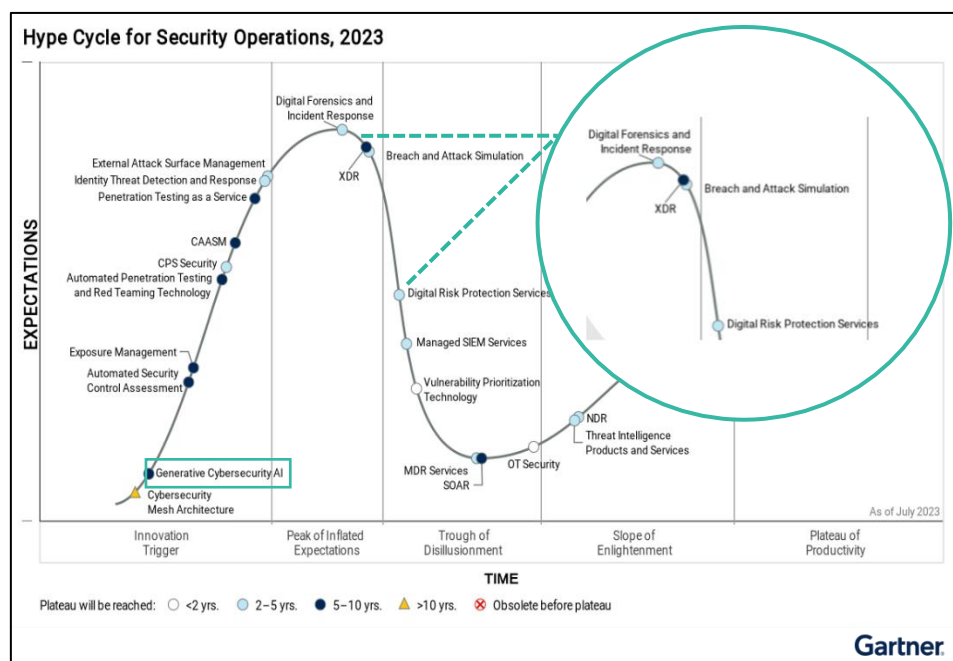 Hype Cycle for Security Operations, 2023
EXPECTATIONS
Digital Forensics and
Incident Response
XDR
Breach and Attack Simulation
External Attack Surface Management
Identity Threat Detection and Response
Penetration Testing as a Service
CAASM
CPS Security
Automated Penetration Testing
and Red Teaming Technology
Exposure Management
Automated Security
Control Assessment
Generative Cybersecurity AI
Cybersecurity
Mesh Architecture
Digital Risk Protection Services
Managed SIEM Services
Vulnerability Prioritization
Technology
MDR Services
SOAR
OT Security
NDR
Threat Intelligence
Products and Services
Digital Forensics and
Incident Response
XDR
Breach and Attack Simulation
Digital Risk Protection Services
As of July 2023
Innovation
Trigger
Peak of Inflated
Expectations
Trough of
Disillusionment
Slope of
Enlightenment
Plateau of
Productivity
TIME
Plateau will be reached: <2 yrs. 2–5 yrs. 5–10 yrs. >10 yrs. Obsolete before plateau
Gartner